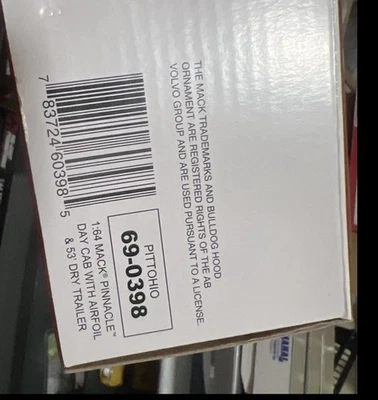 THE MACK TRADEMARKS AND BULLDOG HOOD
ORNAMENT ARE REGISTERED RIGHTS OF THE AB
VOLVO GROUP AND ARE USED PURSUANT TO A LICENSE.
7 83724 60398 5
PITTOHIO
69-0398
1:64 MACK® PINNACLE™
DAY CAB WITH AIRFOIL
& 53' DRY TRAILER